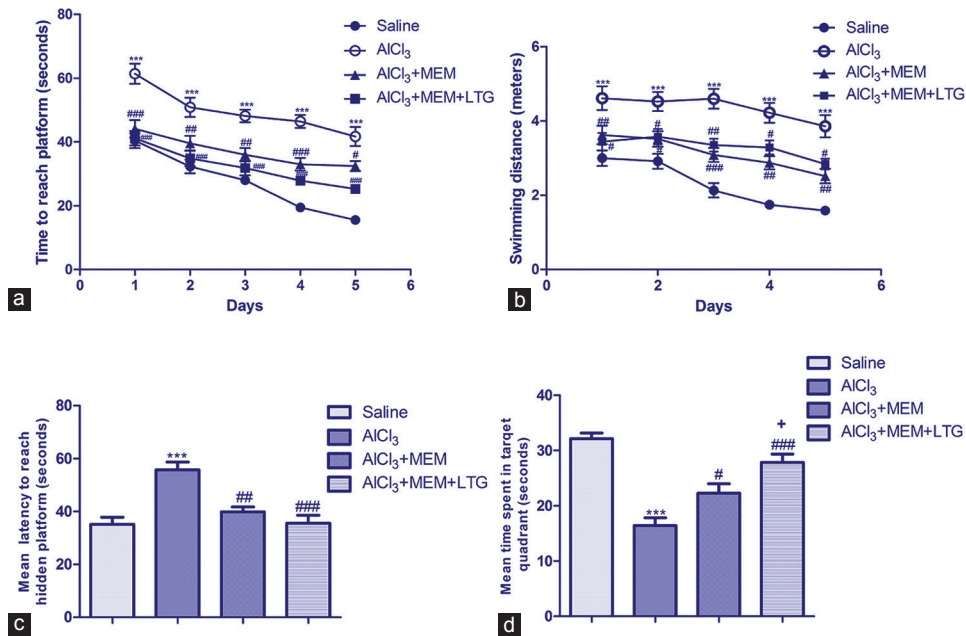 Time to reach platform (seconds)
80
60
40
20
0
0
1
2
3
4
5
6
Days
Saline
AlCl3
AlCl3+MEM
AlCl3+MEM+LTG
***
***
***
***
***
###
##
##
###
#
###
###
###
###
###
a
Swimming distance (meters)
6
4
2
0
0
2
4
6
Days
Saline
AlCl3
AlCl3+MEM
AlCl3+MEM+LTG
***
***
***
***
***
##
#
##
#
#
#
#
###
##
##
b
Mean latency to reach
hidden platform (seconds)
80
60
40
20
0
***
##
###
Saline
AlCl3
AlCl3+MEM
AlCl3+MEM+LTG
c
Mean time spent in tarqet
quadrant (seconds)
40
30
20
10
0
***
#
+
###
Saline
AlCl3
AlCl3+MEM
AlCl3+MEM+LTG
d